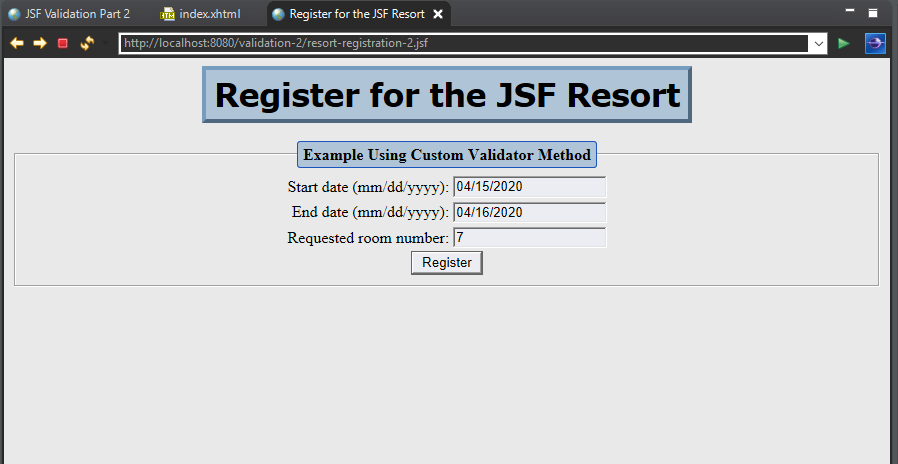 JSF Validation Part 2
index.xhtml
Register for the JSF Resort
http://localhost:8080/validation-2/resort-registration-2.jsf
Register for the JSF Resort
Example Using Custom Validator Method
Start date (mm/dd/yyyy): 04/15/2020
End date (mm/dd/yyyy): 04/16/2020
Requested room number: 7
Register